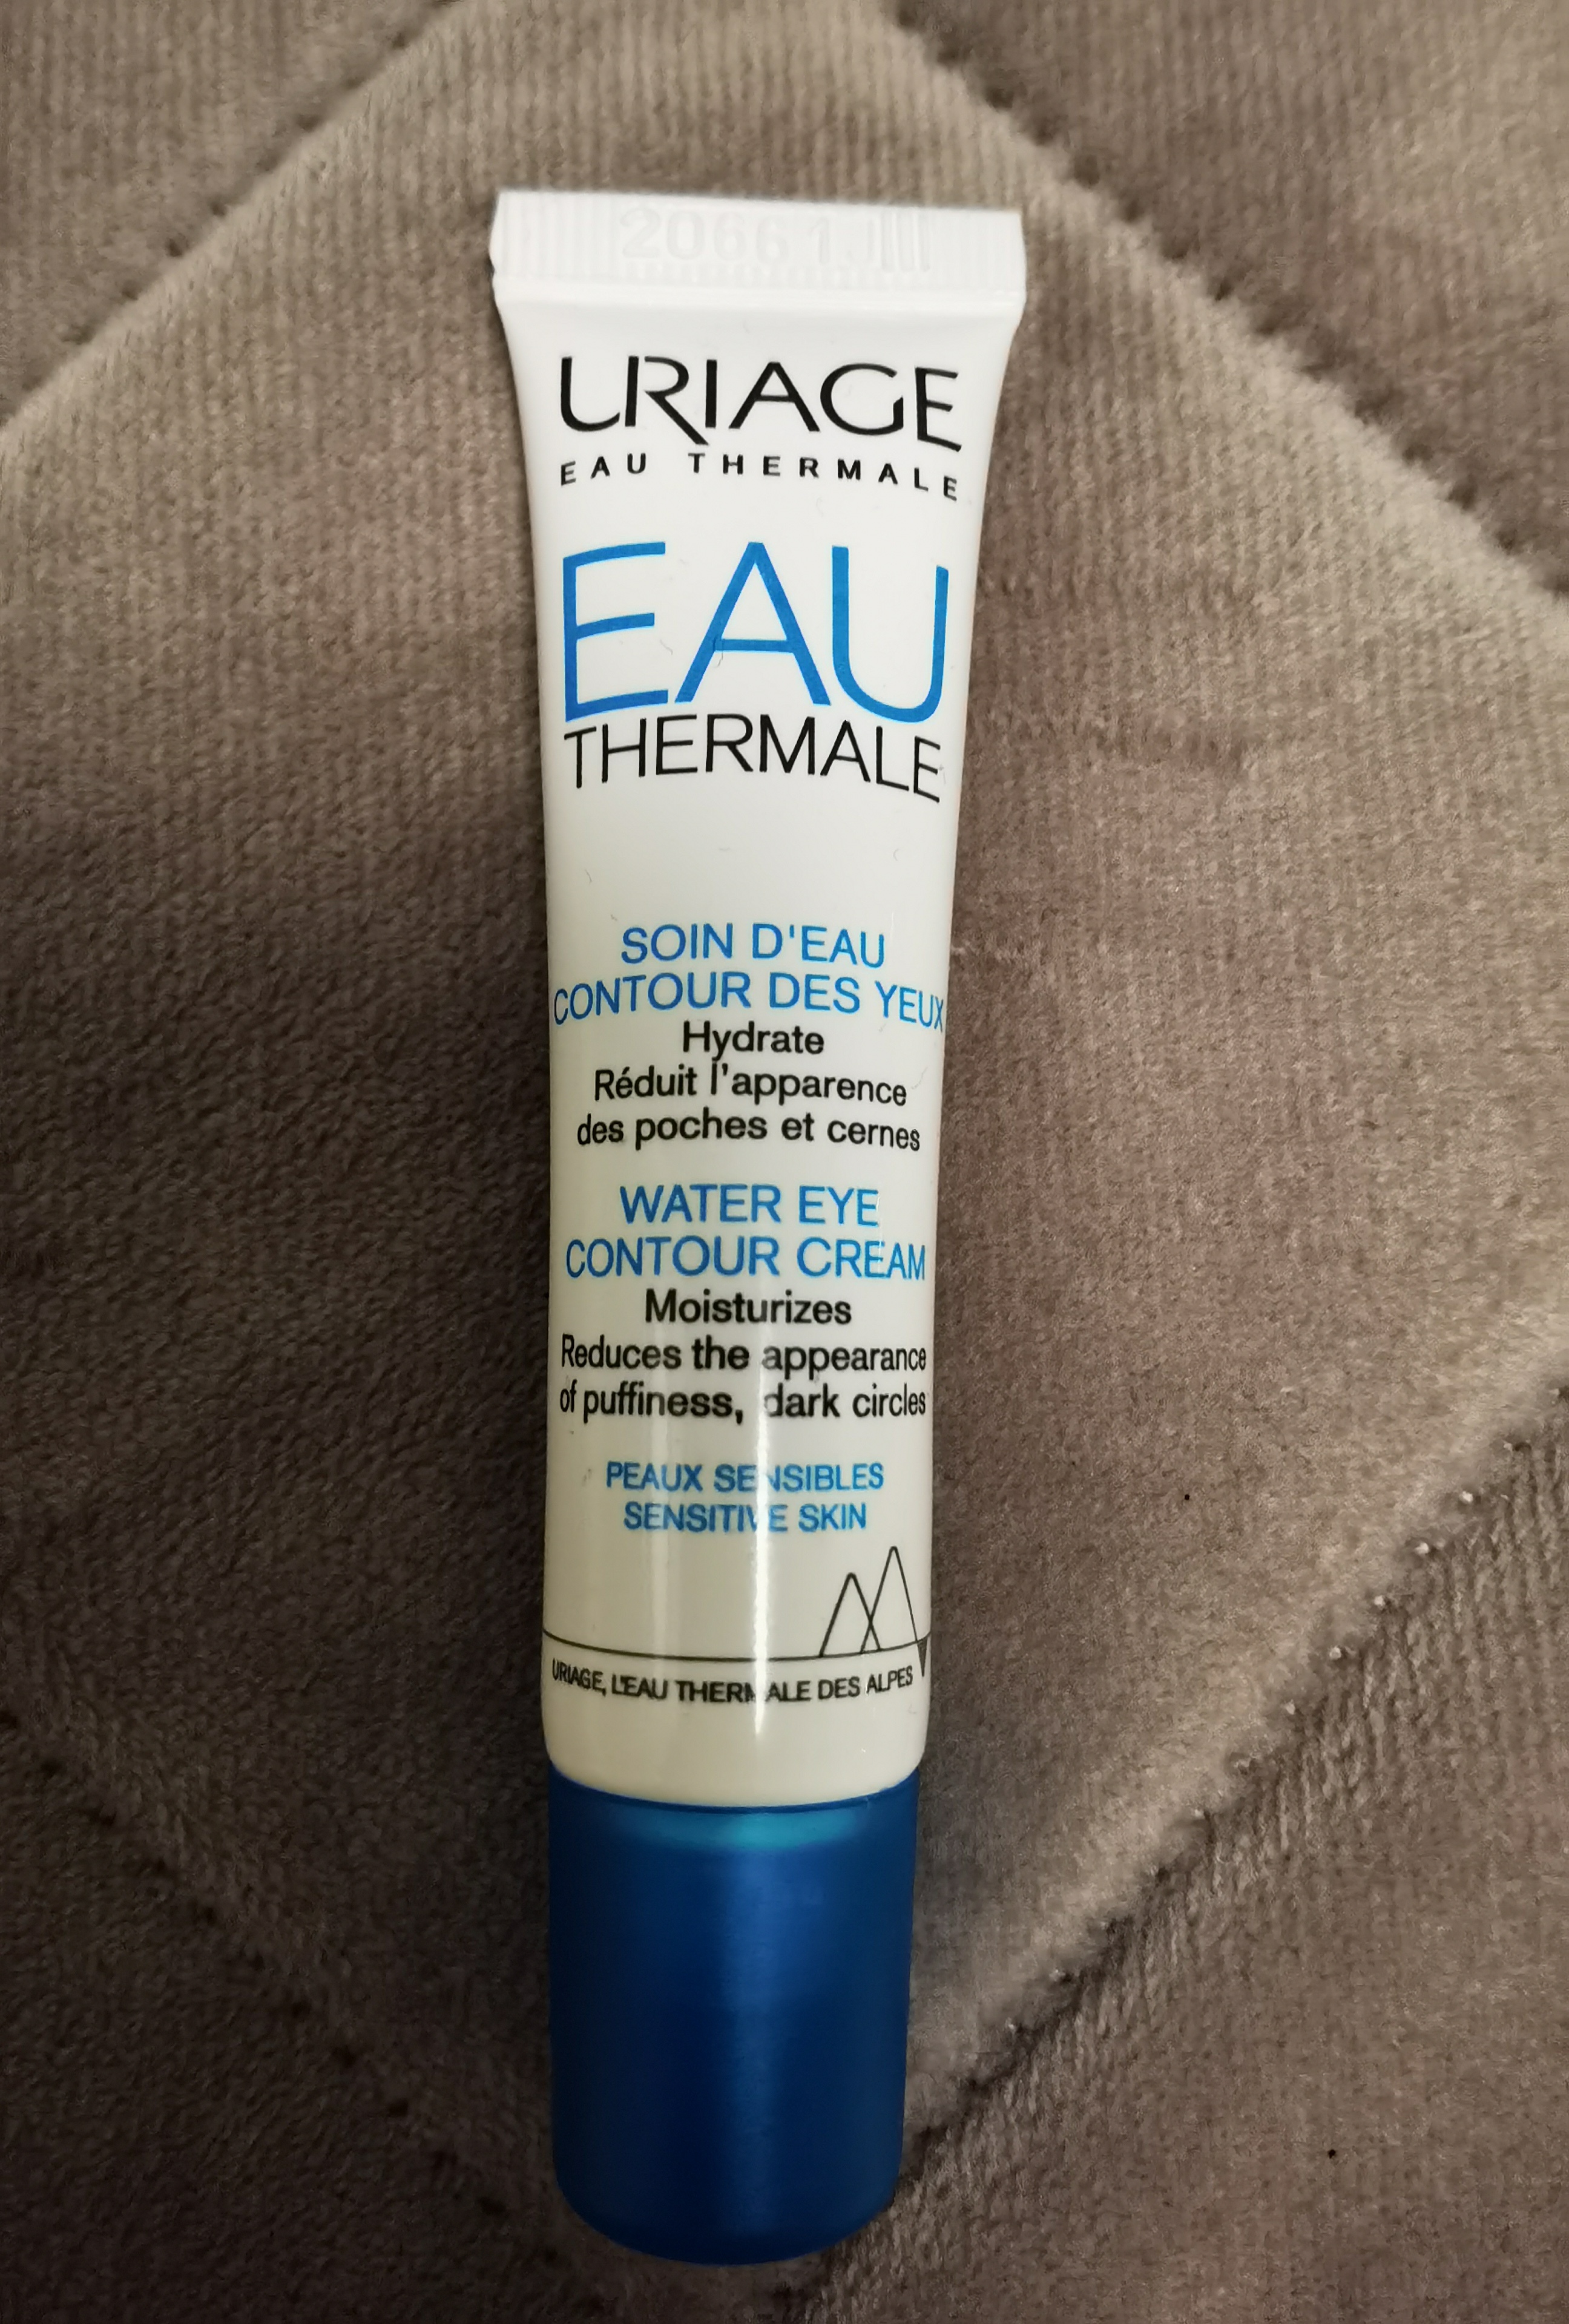 20661J
URIAGE
EAU THERMALE
EAU
THERMALE
SOIN D'EAU
CONTOUR DES YEUX
Hydrate
Réduit l'apparence
des poches et cernes
WATER EYE
CONTOUR CREAM
Moisturizes
Reduces the appearance
of puffiness, dark circles
PEAUX SENSIBLES
SENSITIVE SKIN
URIAGE, L'EAU THERMALE DES ALPES